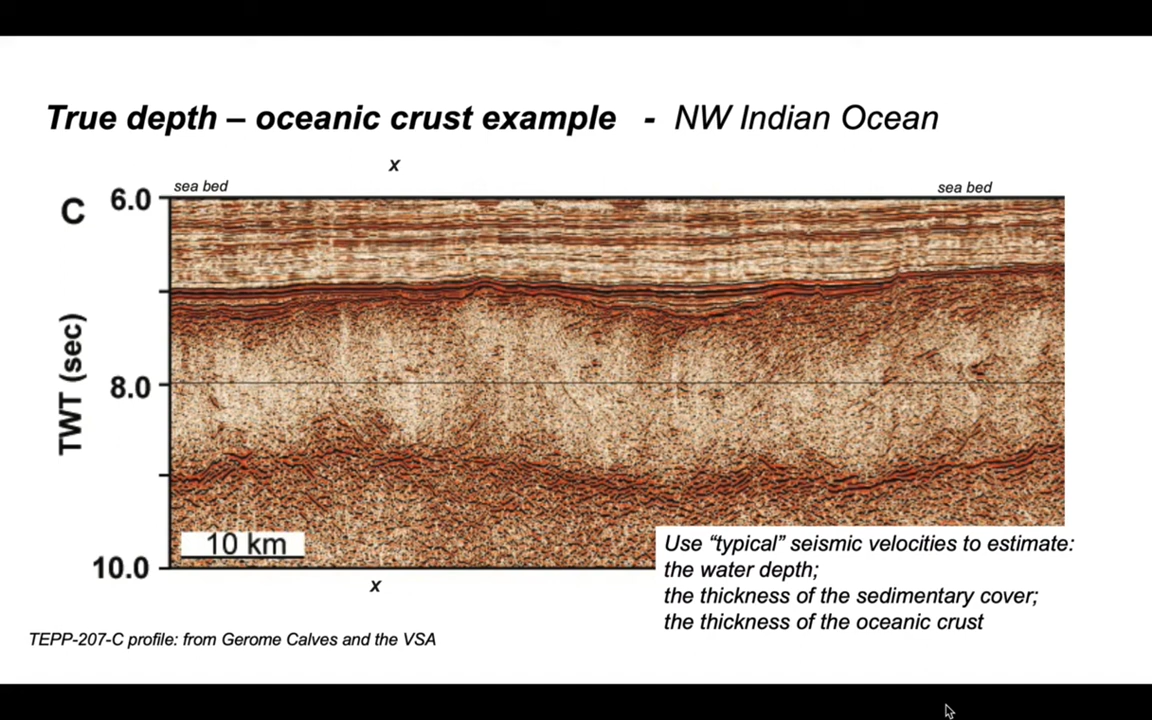 True depth – oceanic crust example - NW Indian Ocean
x
sea bed
sea bed
C
6.0
TWT (sec)
8.0
10.0
10 km
x
Use “typical” seismic velocities to estimate:
the water depth;
the thickness of the sedimentary cover;
the thickness of the oceanic crust
TEPP-207-C profile: from Gerome Calves and the VSA